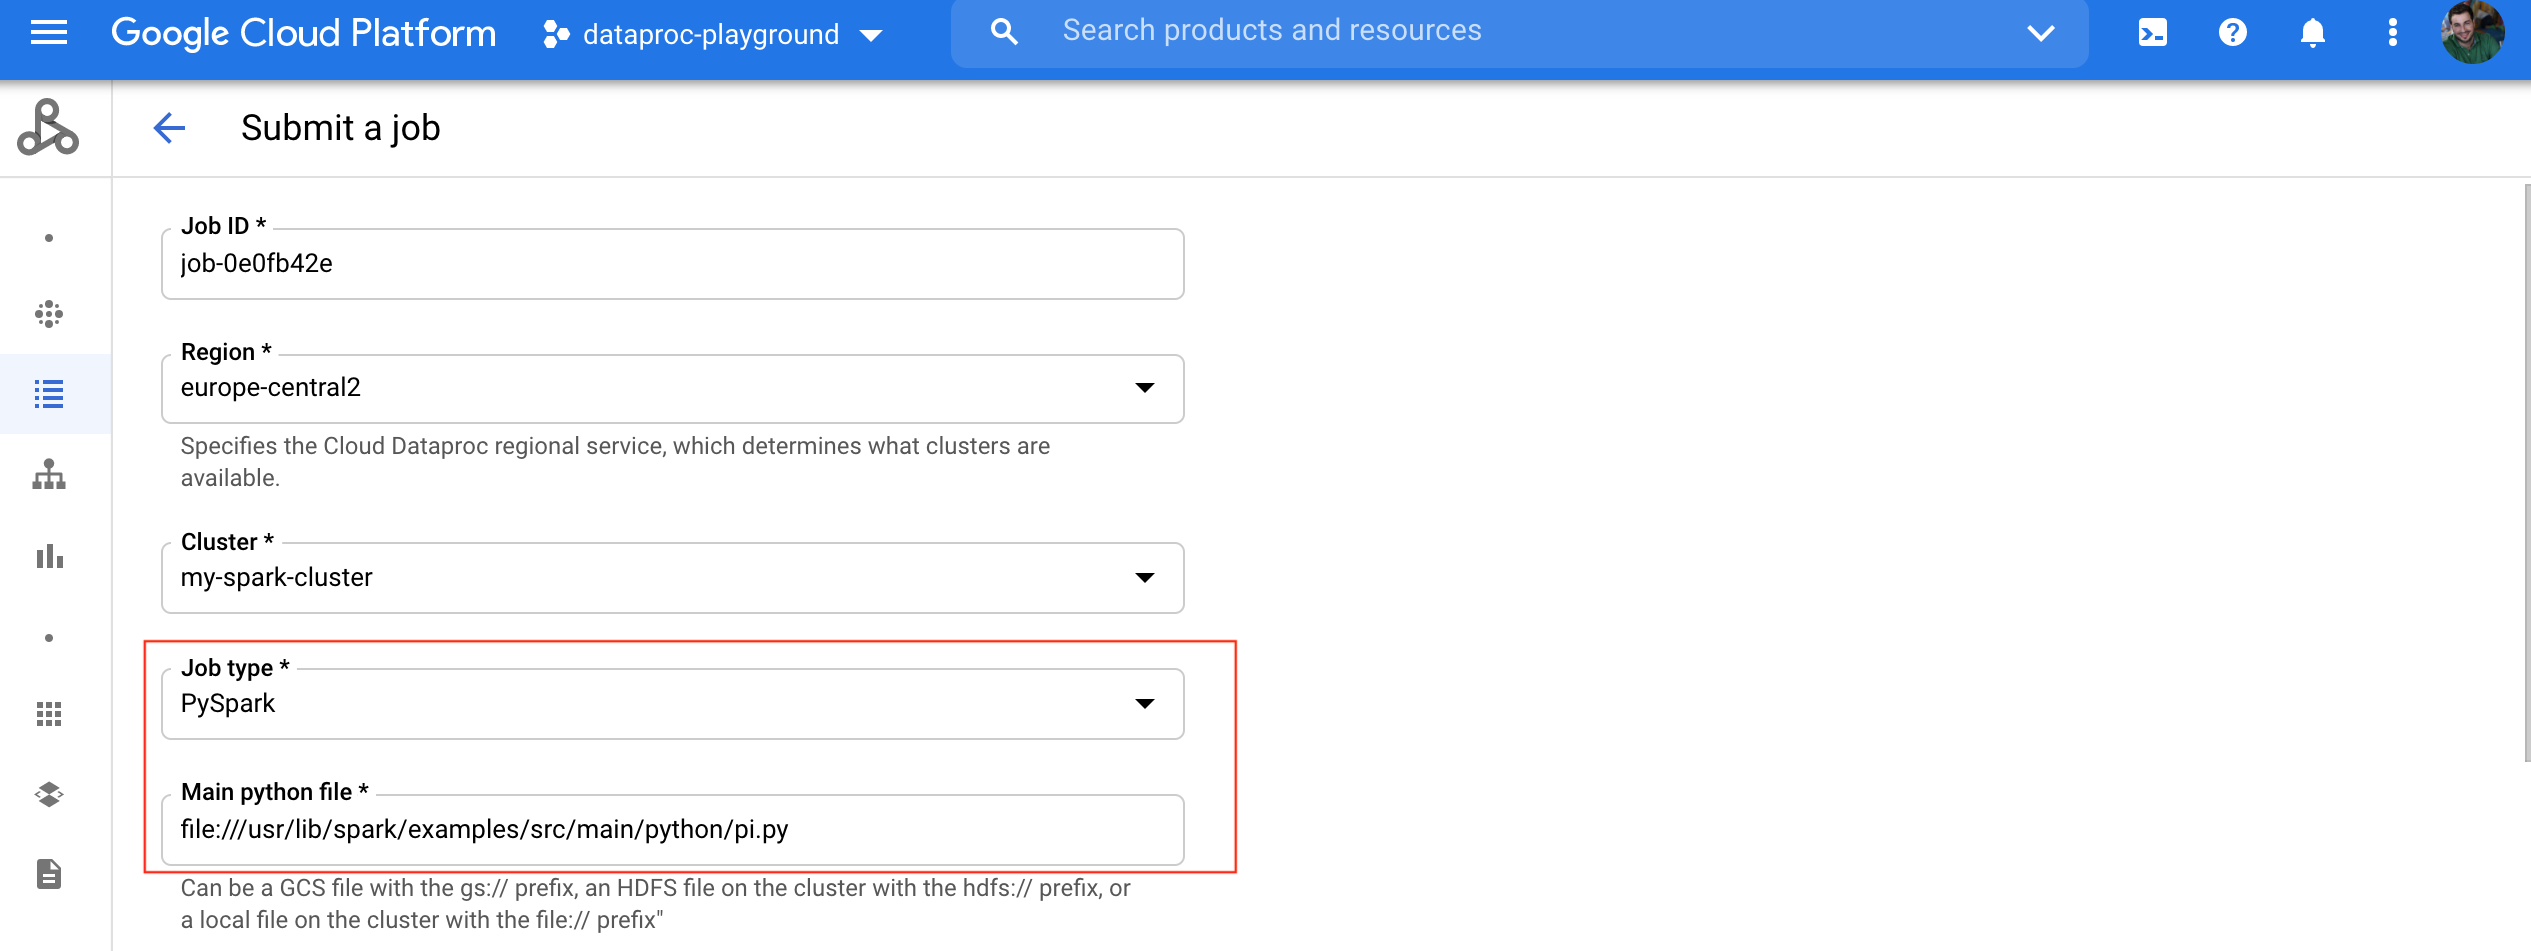 Google Cloud Platform
dataproc-playground
Search products and resources
Submit a job
Job ID *
job-0e0fb42e
Region *
europe-central2
Specifies the Cloud Dataproc regional service, which determines what clusters are
available.
Cluster *
my-spark-cluster
Job type *
PySpark
Main python file *
file:///usr/lib/spark/examples/src/main/python/pi.py
Can be a GCS file with the gs:// prefix, an HDFS file on the cluster with the hdfs:// prefix, or
a local file on the cluster with the file:// prefix"